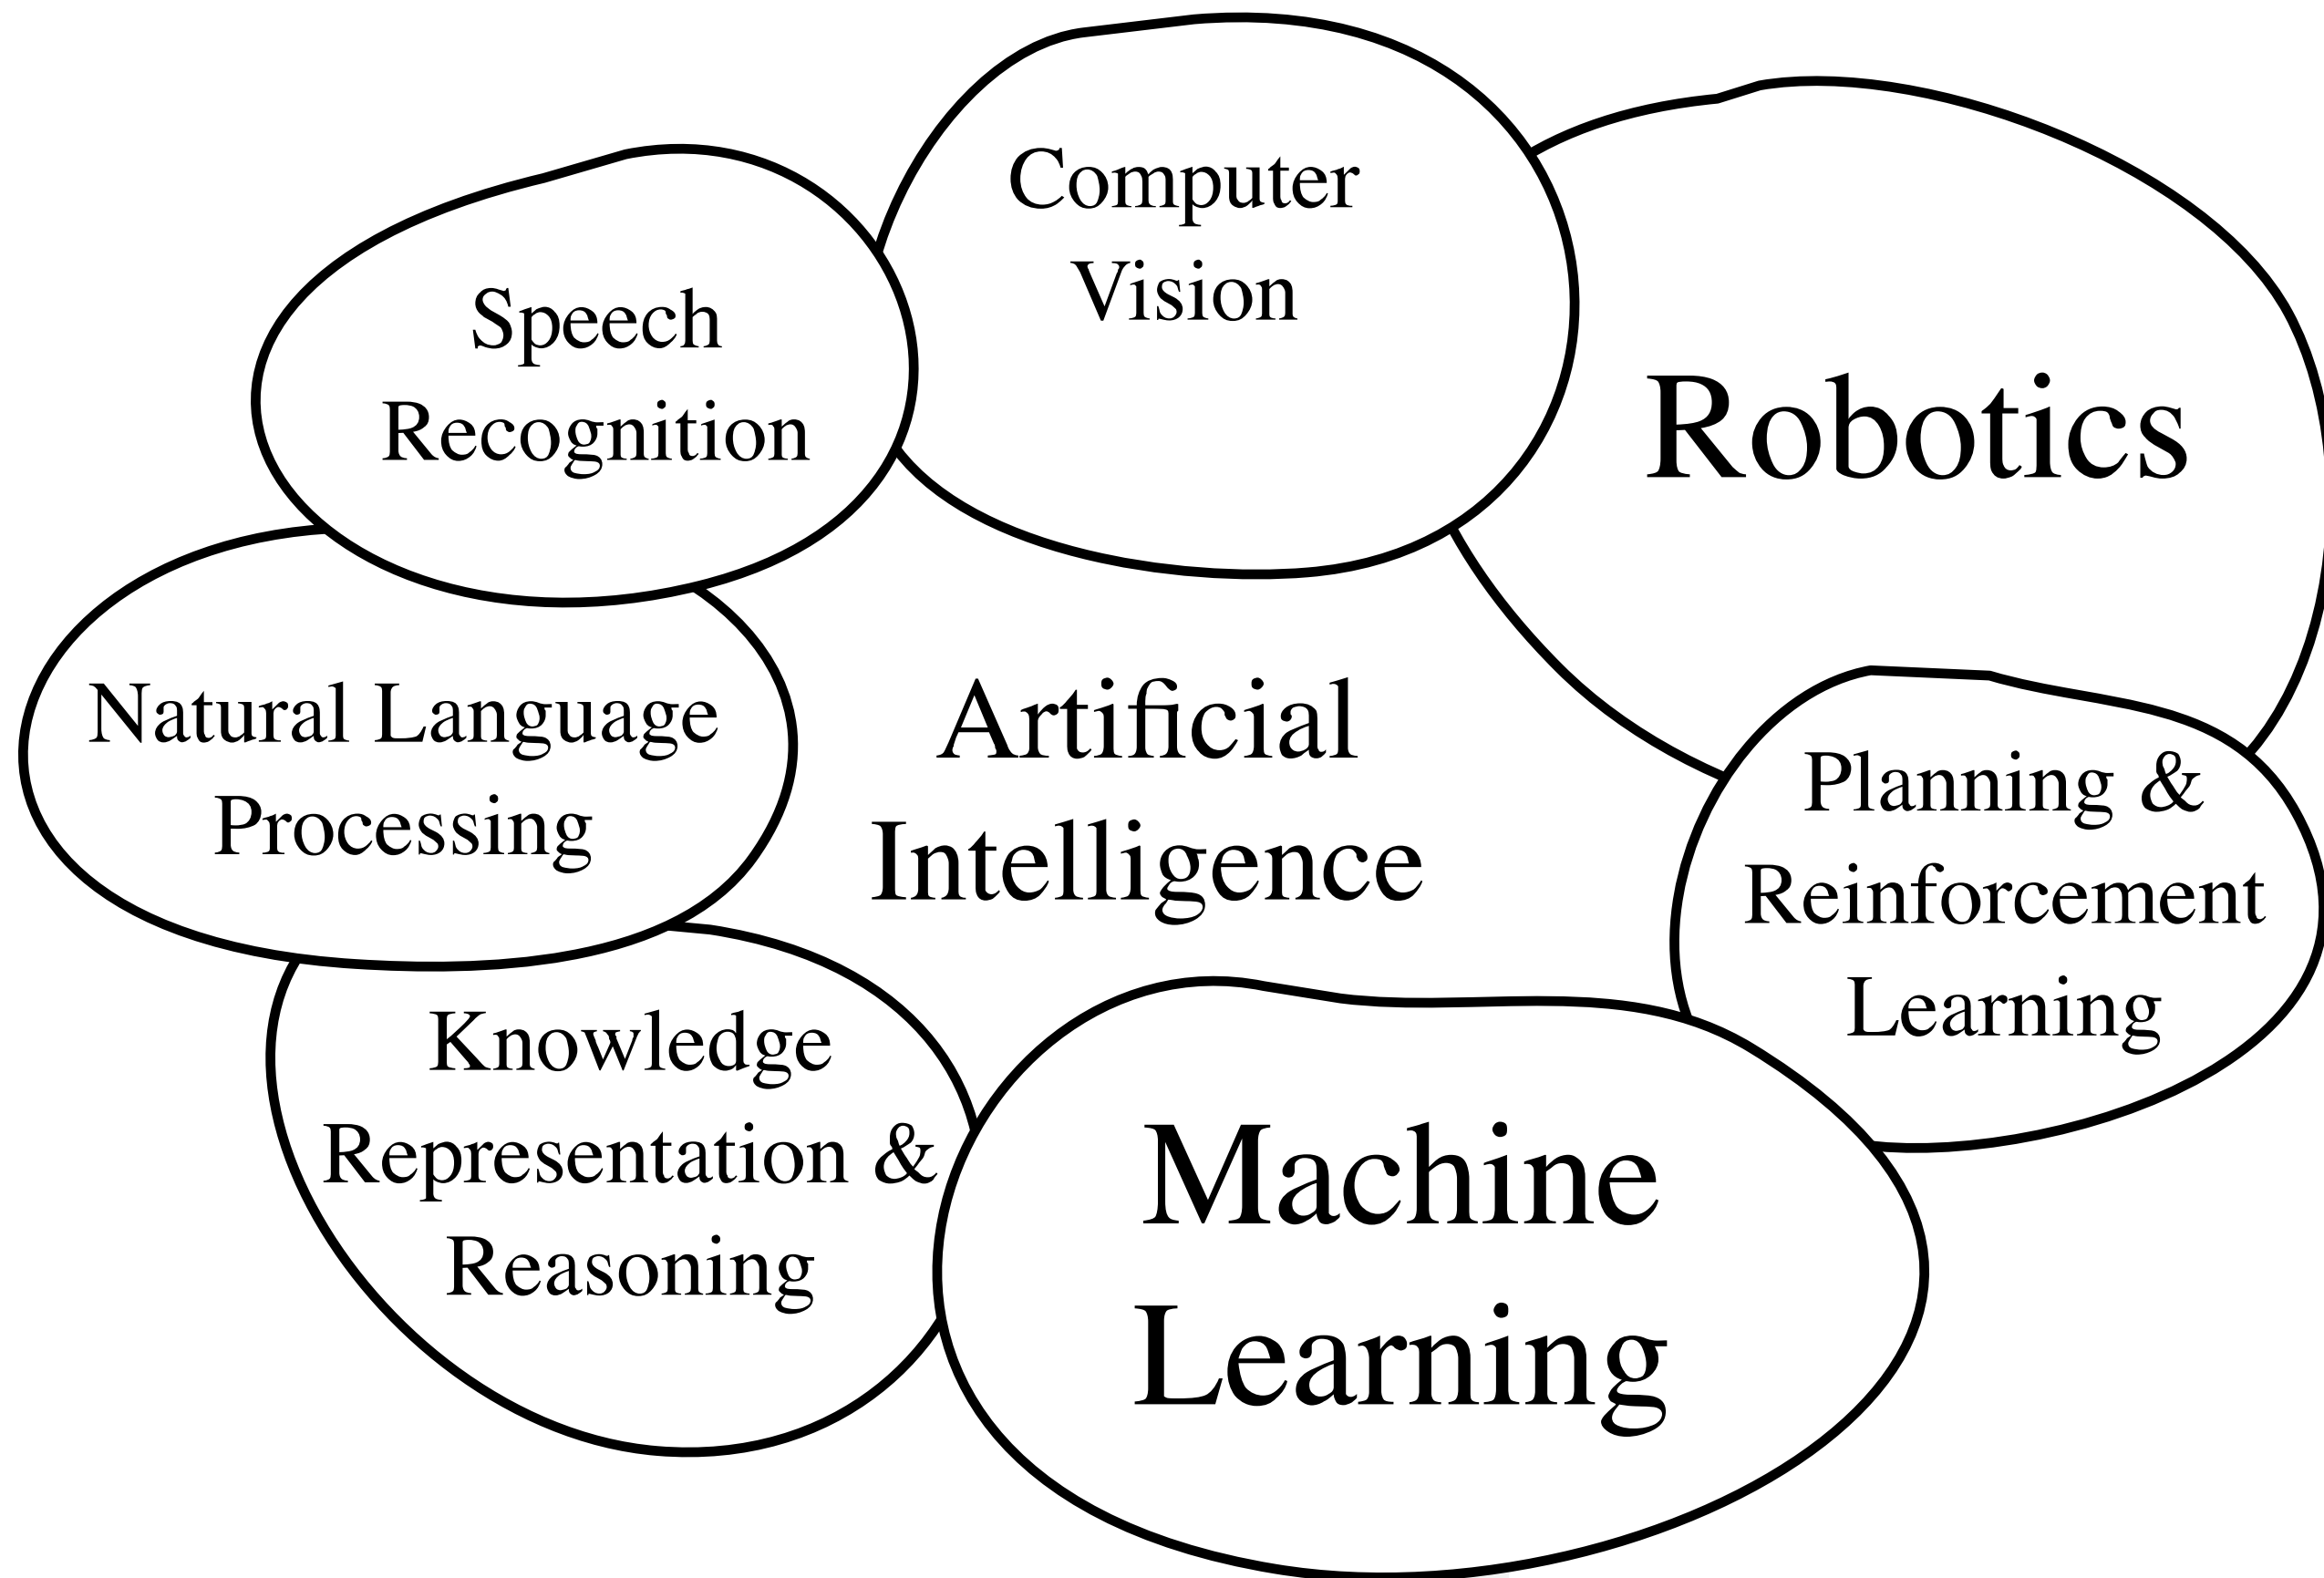 Computer
Vision
Speech
Recognition
Robotics
Natural Language
Processing
Artificial
Intelligence
Planning &
Reinforcement
Learning
Knowledge
Representation &
Reasoning
Machine
Learning